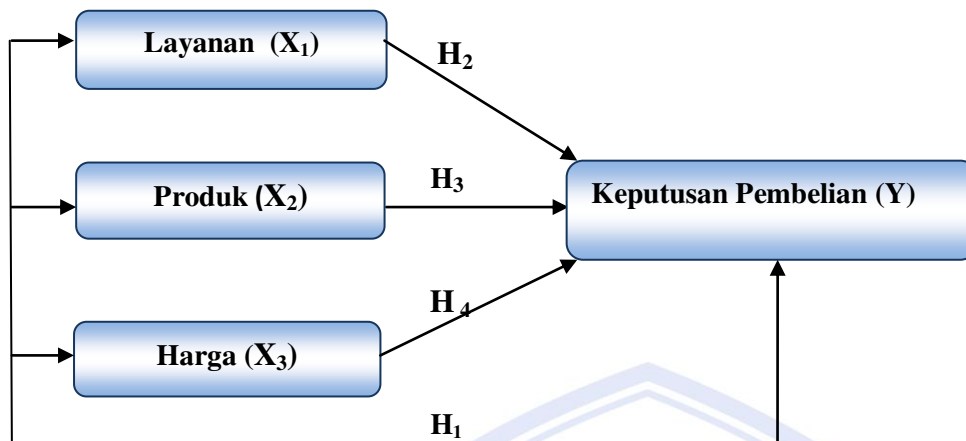 Layanan (X₁)
H₂
Produk (X₂)
H₃
Keputusan Pembelian (Y)
H₄
Harga (X₃)
H₁